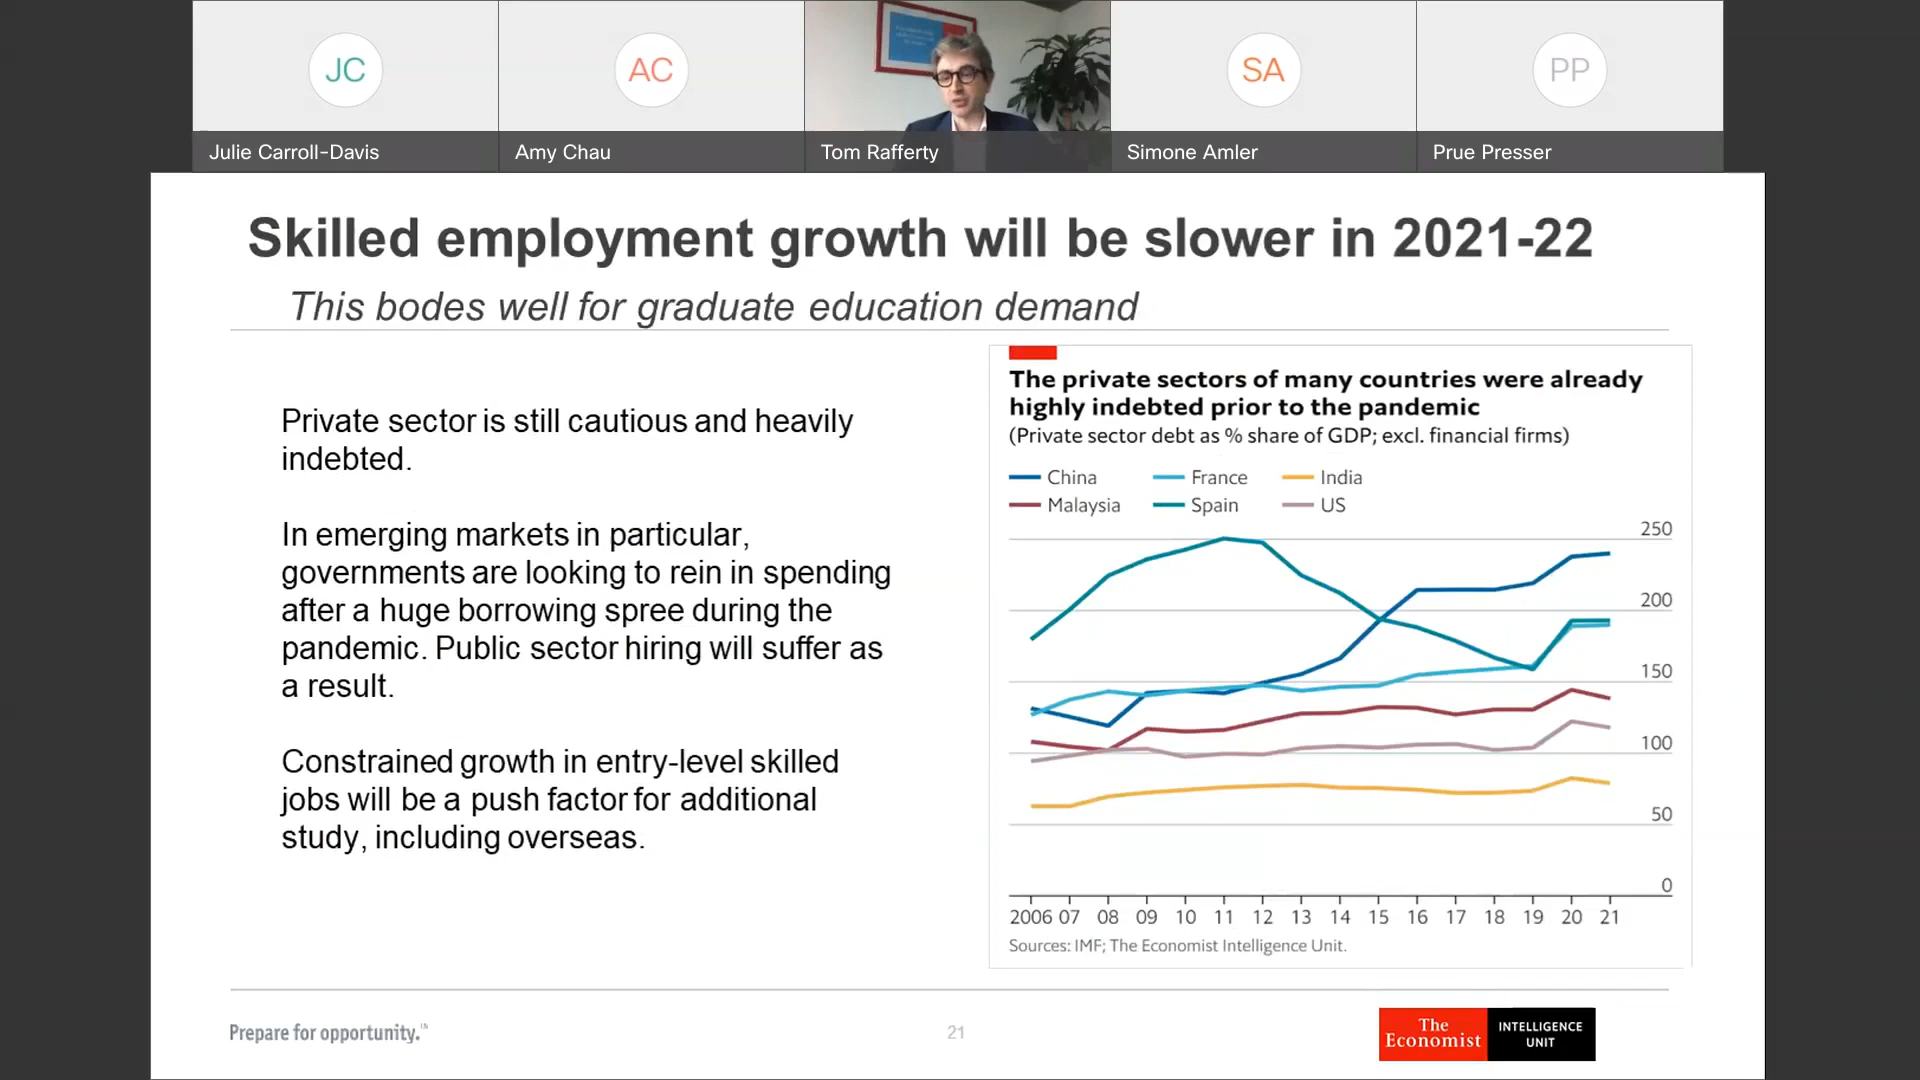 JC
AC
SA
PP
Julie Carroll-Davis
Amy Chau
Tom Rafferty
Simone Amler
Prue Presser
Skilled employment growth will be slower in 2021-22
This bodes well for graduate education demand
Private sector is still cautious and heavily
indebted.
In emerging markets in particular,
governments are looking to rein in spending
after a huge borrowing spree during the
pandemic. Public sector hiring will suffer as
a result.
Constrained growth in entry-level skilled
jobs will be a push factor for additional
study, including overseas.
The private sectors of many countries were already
highly indebted prior to the pandemic
(Private sector debt as % share of GDP; excl. financial firms)
China France India
Malaysia Spain US
250
200
150
100
50
0
2006 07 08 09 10 11 12 13 14 15 16 17 18 19 20 21
Sources: IMF; The Economist Intelligence Unit.
Prepare for opportunity.
21
The
Economist
INTELLIGENCE
UNIT